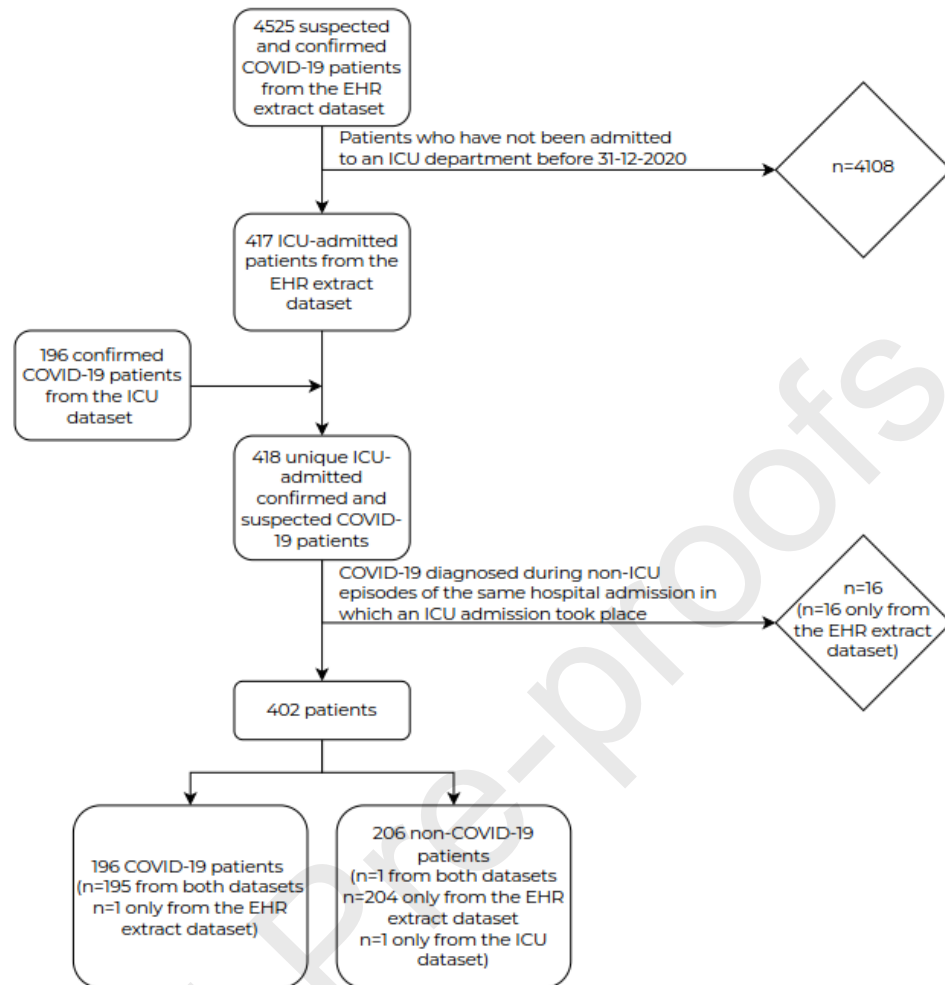 4525 suspected
and confirmed
COVID-19 patients
from the EHR
extract dataset
Patients who have not been admitted
to an ICU department before 31-12-2020
n=4108
417 ICU-admitted
patients from the
EHR extract
dataset
196 confirmed
COVID-19 patients
from the ICU
dataset
418 unique ICU-
admitted
confirmed and
suspected COVID-
19 patients
COVID-19 diagnosed during non-ICU
episodes of the same hospital admission in
which an ICU admission took place
n=16
(n=16 only from
the EHR extract
dataset)
402 patients
196 COVID-19 patients
(n=195 from both datasets
n=1 only from the EHR
extract dataset)
206 non-COVID-19
patients
(n=1 from both datasets
n=204 only from the EHR
extract dataset
n=1 only from the ICU
dataset)
Pre-proofs